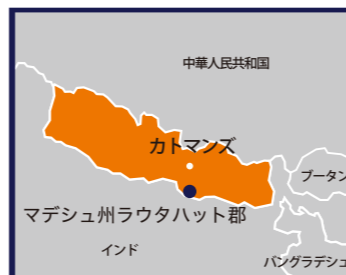 中華人民共和国
カトマンズ
ブータン
マデシュ州ラウタハット郡
インド
バングラデシュ